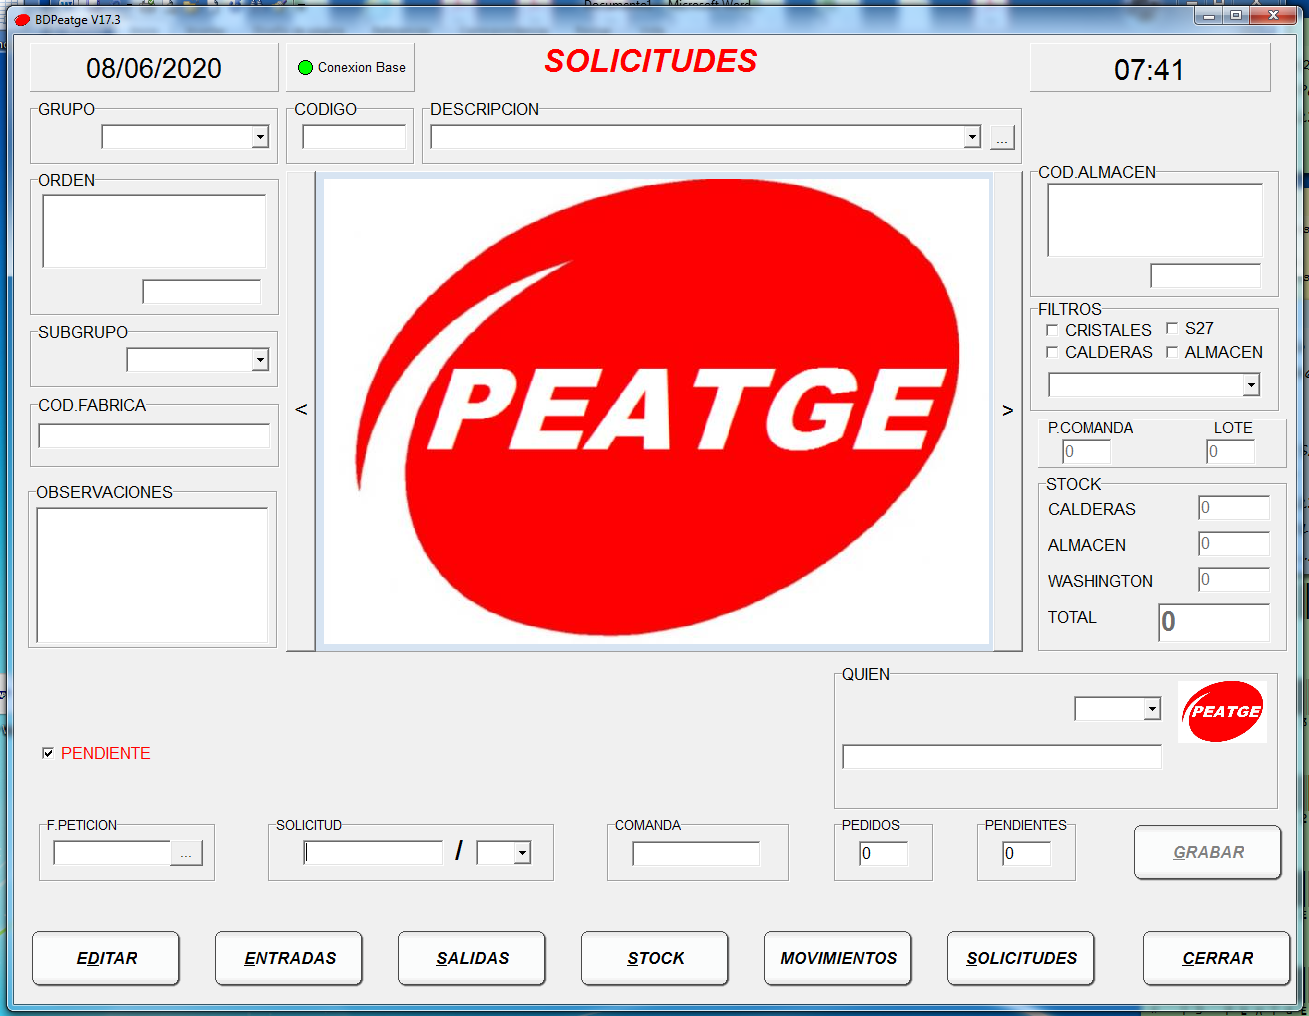 BDPeatge V17.3
08/06/2020
Conexion Base
SOLICITUDES
07:41
GRUPO
CODIGO
DESCRIPCION
...
ORDEN
COD.ALMACEN
SUBGRUPO
FILTROS
CRISTALES
S27
CALDERAS
ALMACEN
COD.FABRICA
<
PEATGE
>
P.COMANDA
LOTE
0
0
OBSERVACIONES
STOCK
CALDERAS
0
ALMACEN
0
WASHINGTON
0
TOTAL
0
QUIEN
PEATGE
PENDIENTE
F.PETICION
...
SOLICITUD
/
COMANDA
PEDIDOS
0
PENDIENTES
0
GRABAR
EDITAR
ENTRADAS
SALIDAS
STOCK
MOVIMIENTOS
SOLICITUDES
CERRAR